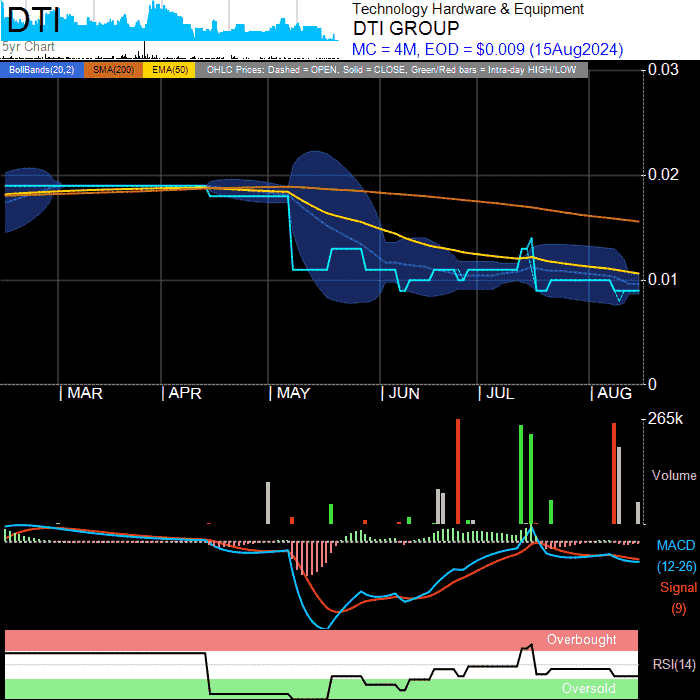 DTI
5yr Chart
Technology Hardware & Equipment
DTI GROUP
MC = 4M, EOD = $0.009 (15Aug2024)
BollBands(20,2) SMA(200) EMA(50) OHLC Prices: Dashed = OPEN, Solid = CLOSE, Green/Red bars = Intra-day HIGH/LOW
0.03
0.02
0.01
0
| MAR | APR | MAY | JUN | JUL | AUG
265k
Volume
MACD
(12-26)
Signal
(9)
Overbought
RSI(14)
Oversold